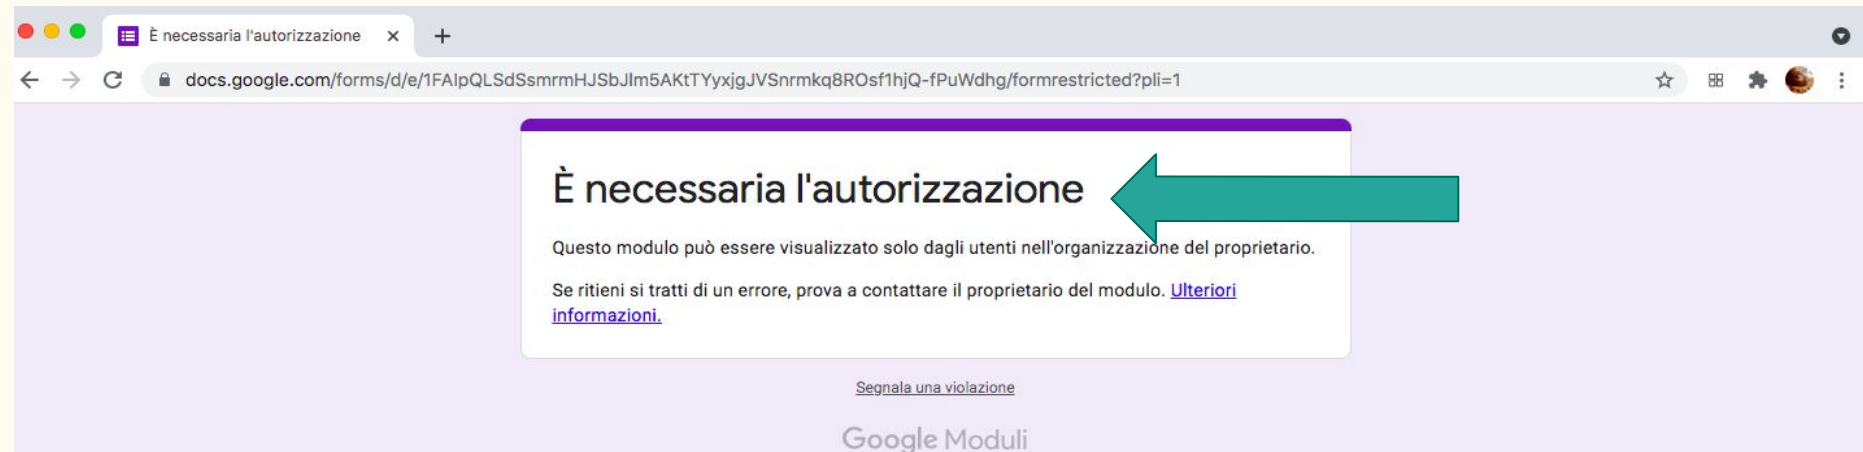 È necessaria l'autorizzazione
docs.google.com/forms/d/e/1FAIpQLSdSsmrmHJSbJlm5AKtTYyxjgJVSnrmkq8ROsf1hjQ-fPuWdhg/formrestricted?pli=1
È necessaria l'autorizzazione
Questo modulo può essere visualizzato solo dagli utenti nell'organizzazione del proprietario.
Se ritieni si tratti di un errore, prova a contattare il proprietario del modulo. Ulteriori
informazioni.
Segnala una violazione
Google Moduli